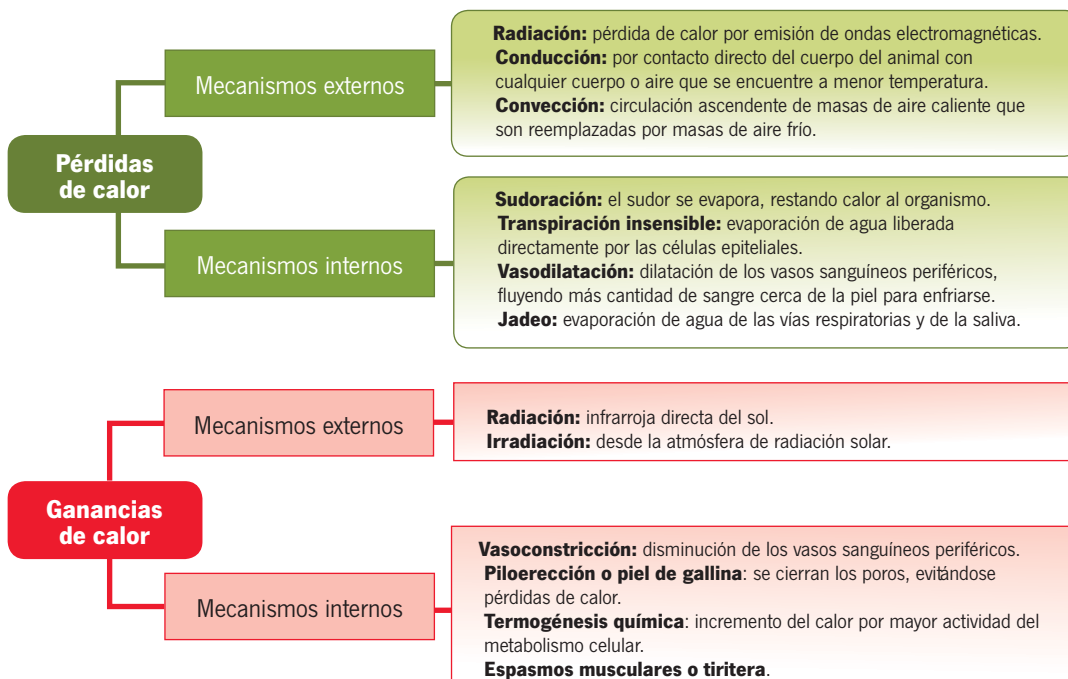 Pérdidas
de calor
Mecanismos externos
Radiación: pérdida de calor por emisión de ondas electromagnéticas.
Conducción: por contacto directo del cuerpo del animal con
cualquier cuerpo o aire que se encuentre a menor temperatura.
Convección: circulación ascendente de masas de aire caliente que
son reemplazadas por masas de aire frío.
Mecanismos internos
Sudoración: el sudor se evapora, restando calor al organismo.
Transpiración insensible: evaporación de agua liberada
directamente por las células epiteliales.
Vasodilatación: dilatación de los vasos sanguíneos periféricos,
fluyendo más cantidad de sangre cerca de la piel para enfriarse.
Jadeo: evaporación de agua de las vías respiratorias y de la saliva.
Ganancias
de calor
Mecanismos externos
Radiación: infrarroja directa del sol.
Irradiación: desde la atmósfera de radiación solar.
Mecanismos internos
Vasoconstricción: disminución de los vasos sanguíneos periféricos.
Piloerección o piel de gallina: se cierran los poros, evitándose
pérdidas de calor.
Termogénesis química: incremento del calor por mayor actividad del
metabolismo celular.
Espasmos musculares o tiritera.